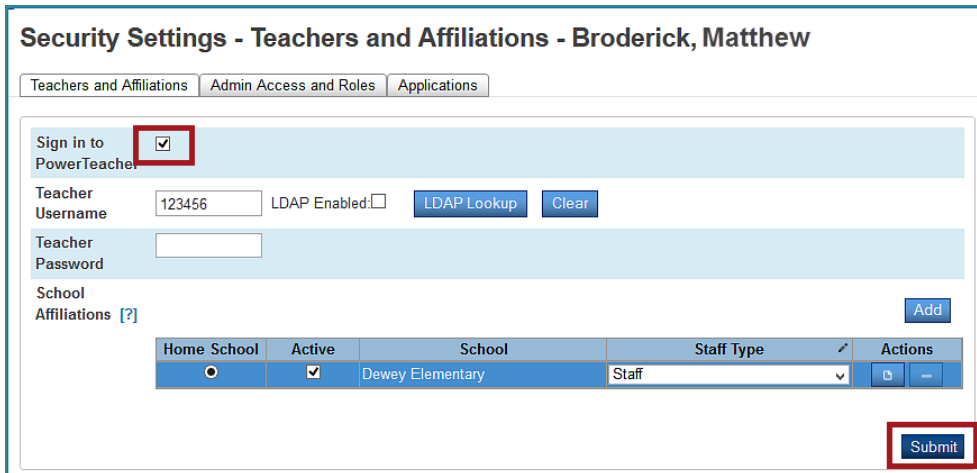 Security Settings - Teachers and Affiliations - Broderick, Matthew
Teachers and Affiliations Admin Access and Roles Applications
Sign in to
PowerTeacher
Teacher
Username 123456 LDAP Enabled: LDAP Lookup Clear
Teacher
Password
School
Affiliations [?] Add
Home School Active School Staff Type Actions
Dewey Elementary Staff
Submit